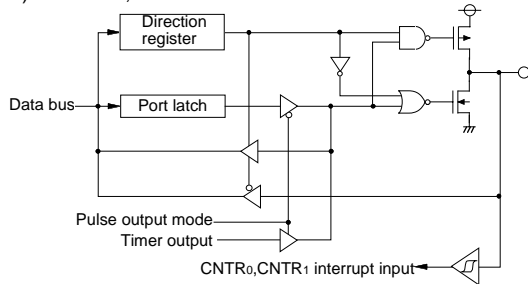 Direction
register
Data bus
Port latch
Pulse output mode
Timer output
CNTR0,CNTR1 interrupt input